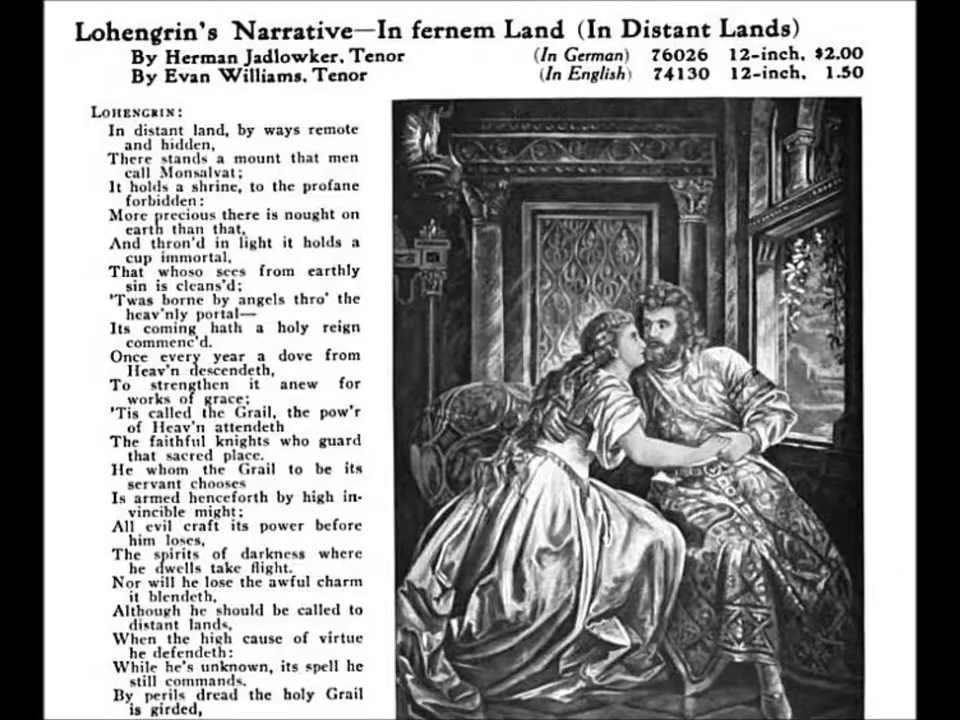 Lohengrin's Narrative—In fernem Land (In Distant Lands)
By Herman Jadlowker, Tenor (In German) 76026 12-inch, $2.00
By Evan Williams, Tenor (In English) 74130 12-inch, 1.50
LOHENGRIN:
In distant land, by ways remote
and hidden,
There stands a mount that men
call Monsalvat;
It holds a shrine, to the profane
forbidden:
More precious there is nought on
earth than that,
And thron'd in light it holds a
cup immortal,
That whoso sees from earthly
sin is cleans'd;
'Twas borne by angels thro' the
heav'nly portal—
Its coming hath a holy reign
commenc'd.
Once every year a dove from
Heav'n descendeth,
To strengthen it anew for
works of grace;
'Tis called the Grail, the pow'r
of Heav'n attendeth
The faithful knights who guard
that sacred place.
He whom the Grail to be its
servant chooses
Is armed henceforth by high in-
vincible might;
All evil craft its power before
him loses,
The spirits of darkness where
he dwells take flight.
Nor will he lose the awful charm
it blendeth,
Although he should be called to
distant lands,
When the high cause of virtue
he defendeth:
While he's unknown, its spell he
still commands.
By perils dread the holy Grail
is girded,